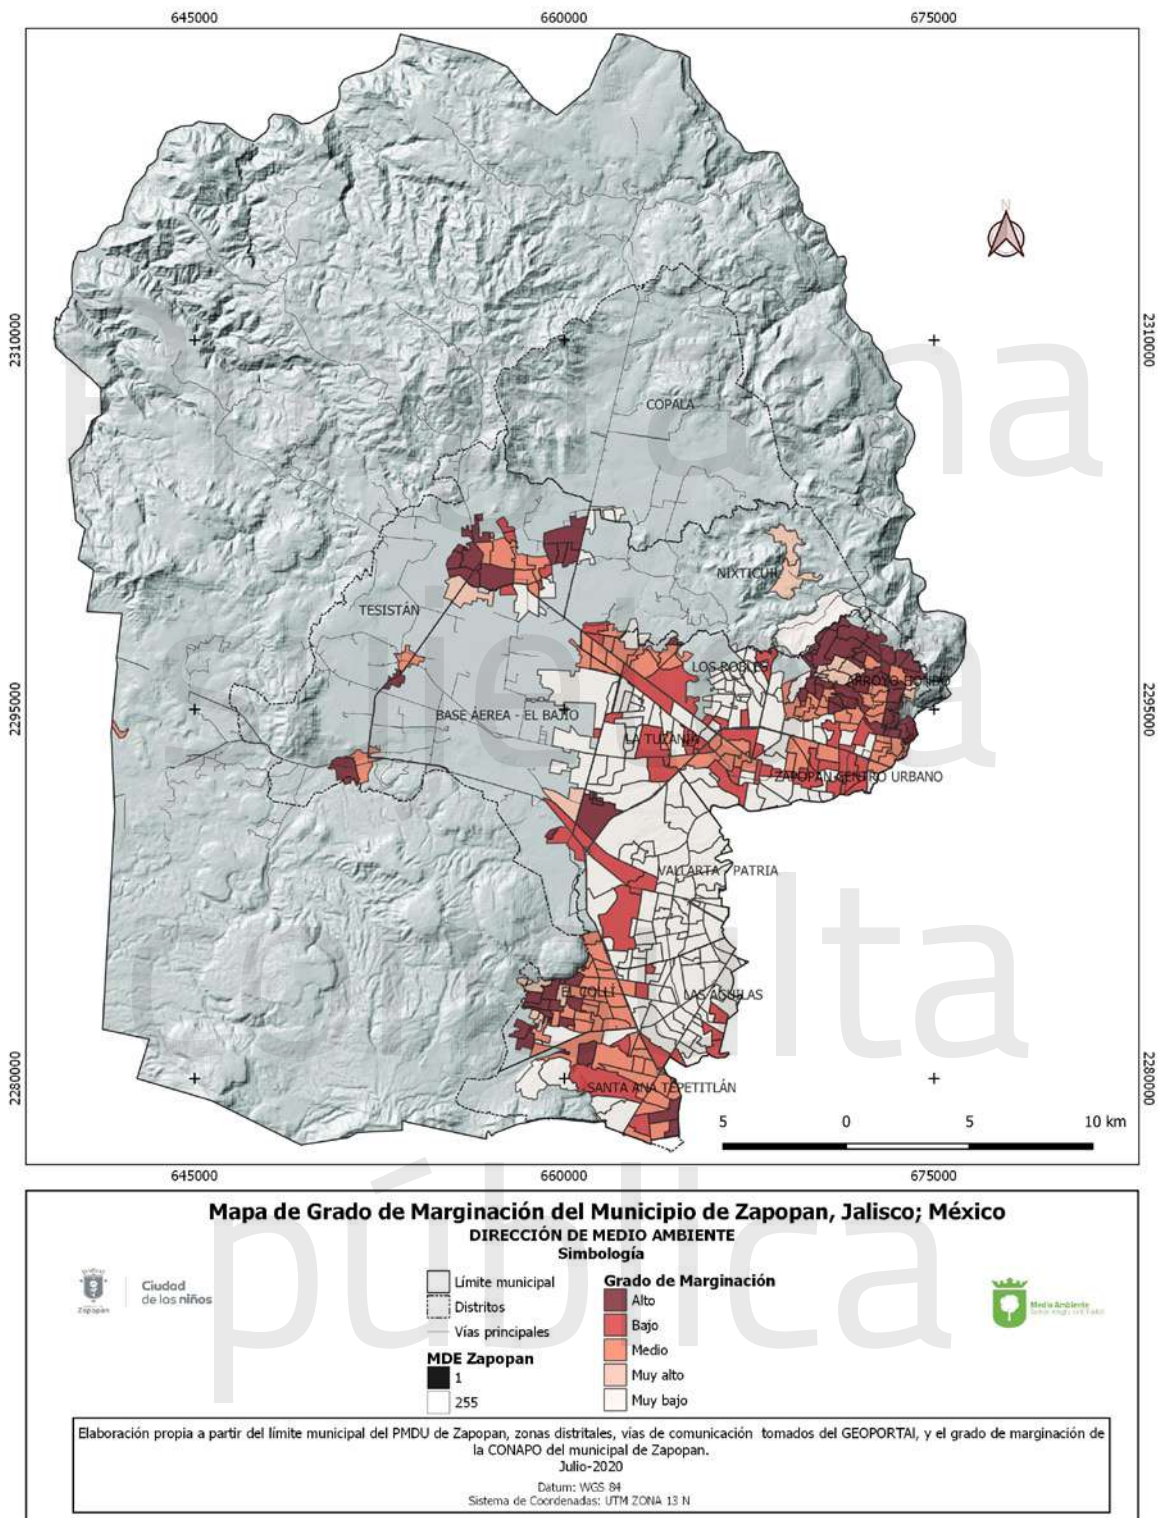 645000 660000 675000
N
2310000 2310000
COPALA
NIXTICUIL
TESISTÁN
LOS ROBLES
ARROYO HONDO
2295000 2295000
BASE AÉREA - EL BAJÍO
LA TUZANÍA
ZAPOPAN CENTRO URBANO
VALLARTA - PATRIA
EL COLLÍ
LAS ÁGUILAS
2280000 2280000
SANTA ANA TEPETITLÁN
5 0 5 10 km
645000 660000 675000
consulta
pública
Mapa de Grado de Marginación del Municipio de Zapopan, Jalisco; México
DIRECCIÓN DE MEDIO AMBIENTE
Simbología
Zapopan
Ciudad
de los niños
Límite municipal
Distritos
Vías principales
MDE Zapopan
1
255
Grado de Marginación
Alto
Bajo
Medio
Muy alto
Muy bajo
Medio Ambiente
Elaboración propia a partir del límite municipal del PMDU de Zapopan, zonas distritales, vías de comunicación tomados del GEOPORTAl, y el grado de marginación de
la CONAPO del municipal de Zapopan.
Julio-2020
Datum: WGS 84
Sistema de Coordenadas: UTM ZONA 13 N